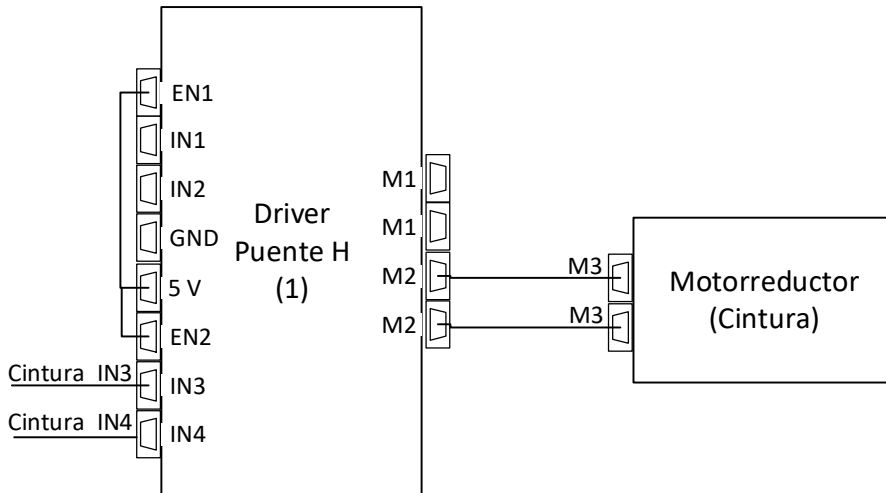 EN1
IN1
IN2
GND
5 V
EN2
Cintura IN3
IN3
Cintura IN4
IN4
Driver
Puente H
(1)
M1
M1
M2
M2
M3
M3
Motorreductor
(Cintura)